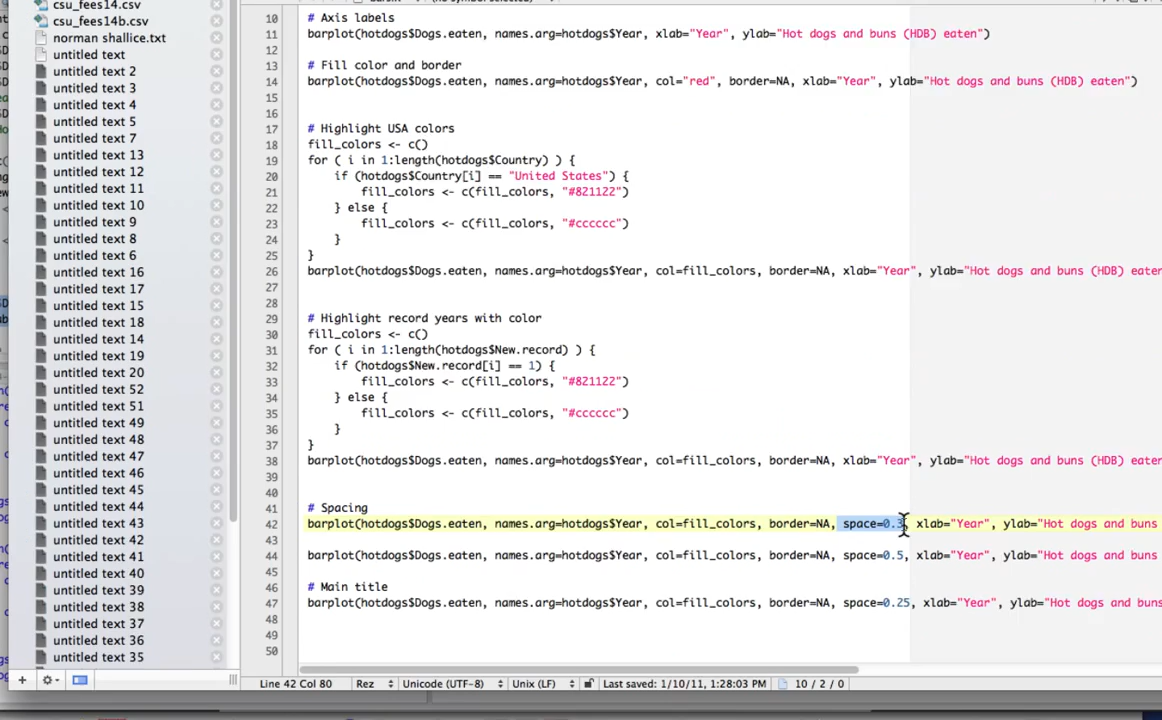 csu_fees14.csv
csu_fees14b.csv
norman shallice.txt
untitled text
untitled text 2
untitled text 3
untitled text 4
untitled text 5
untitled text 7
untitled text 13
untitled text 12
untitled text 11
untitled text 10
untitled text 9
untitled text 8
untitled text 6
untitled text 16
untitled text 17
untitled text 15
untitled text 18
untitled text 14
untitled text 19
untitled text 20
untitled text 52
untitled text 51
untitled text 49
untitled text 48
untitled text 47
untitled text 46
untitled text 45
untitled text 44
untitled text 43
untitled text 42
untitled text 41
untitled text 40
untitled text 39
untitled text 38
untitled text 37
untitled text 36
untitled text 35
10 # Axis labels
11 barplot(hotdogs$Dogs.eaten, names.arg=hotdogs$Year, xlab="Year", ylab="Hot dogs and buns (HDB) eaten")
12
13 # Fill color and border
14 barplot(hotdogs$Dogs.eaten, names.arg=hotdogs$Year, col="red", border=NA, xlab="Year", ylab="Hot dogs and buns (HDB) eaten")
15
16
17 # Highlight USA colors
18 fill_colors <- c()
19 for ( i in 1:length(hotdogs$Country) ) {
20 if (hotdogs$Country[i] == "United States") {
21 fill_colors <- c(fill_colors, "#821122")
22 } else {
23 fill_colors <- c(fill_colors, "#cccccc")
24 }
25 }
26 barplot(hotdogs$Dogs.eaten, names.arg=hotdogs$Year, col=fill_colors, border=NA, xlab="Year", ylab="Hot dogs and buns (HDB) eaten
27
28
29 # Highlight record years with color
30 fill_colors <- c()
31 for ( i in 1:length(hotdogs$New.record) ) {
32 if (hotdogs$New.record[i] == 1) {
33 fill_colors <- c(fill_colors, "#821122")
34 } else {
35 fill_colors <- c(fill_colors, "#cccccc")
36 }
37 }
38 barplot(hotdogs$Dogs.eaten, names.arg=hotdogs$Year, col=fill_colors, border=NA, xlab="Year", ylab="Hot dogs and buns (HDB) eaten
39
40
41 # Spacing
42 barplot(hotdogs$Dogs.eaten, names.arg=hotdogs$Year, col=fill_colors, border=NA, space=0.3, xlab="Year", ylab="Hot dogs and buns
43
44 barplot(hotdogs$Dogs.eaten, names.arg=hotdogs$Year, col=fill_colors, border=NA, space=0.5, xlab="Year", ylab="Hot dogs and buns
45
46 # Main title
47 barplot(hotdogs$Dogs.eaten, names.arg=hotdogs$Year, col=fill_colors, border=NA, space=0.25, xlab="Year", ylab="Hot dogs and buns
48
49
50
Line 42 Col 80 Rez Unicode (UTF-8) Unix (LF) Last saved: 1/10/11, 1:28:03 PM 10 / 2 / 0